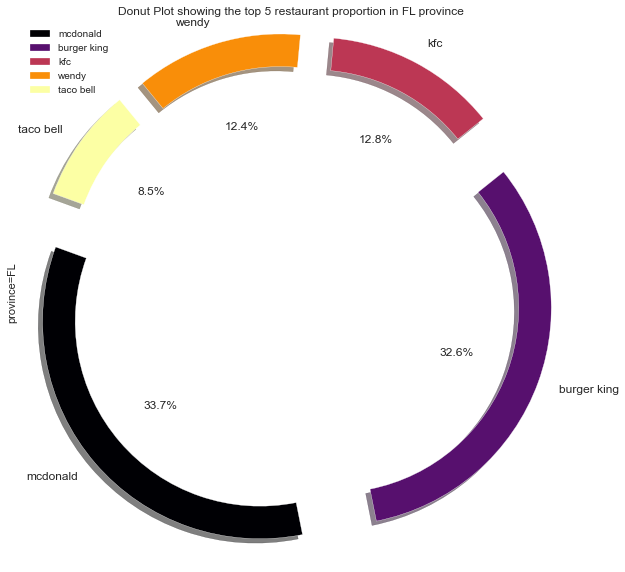 Donut Plot showing the top 5 restaurant proportion in FL province
mcdonald
burger king
kfc
wendy
taco bell
wendy
kfc
taco bell
burger king
mcdonald
12.4%
12.8%
8.5%
32.6%
33.7%
province=FL